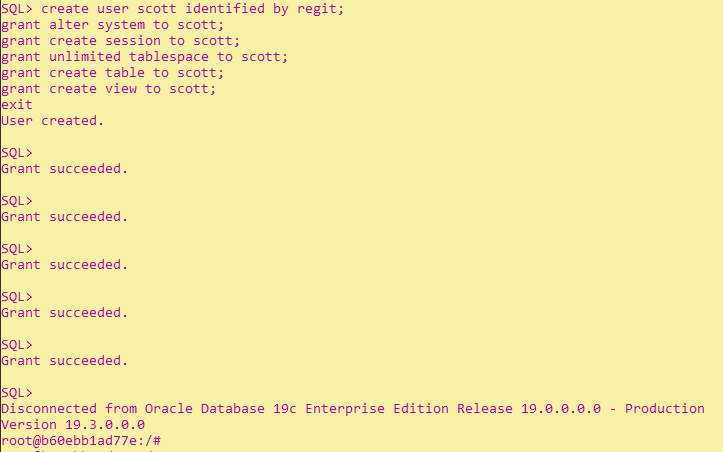 SQL> create user scott identified by regit;
grant alter system to scott;
grant create session to scott;
grant unlimited tablespace to scott;
grant create table to scott;
grant create view to scott;
exit
User created.
SQL>
Grant succeeded.
SQL>
Grant succeeded.
SQL>
Grant succeeded.
SQL>
Grant succeeded.
SQL>
Grant succeeded.
SQL>
Disconnected from Oracle Database 19c Enterprise Edition Release 19.0.0.0.0 - Production
Version 19.3.0.0.0
root@b60ebb1ad77e:/#